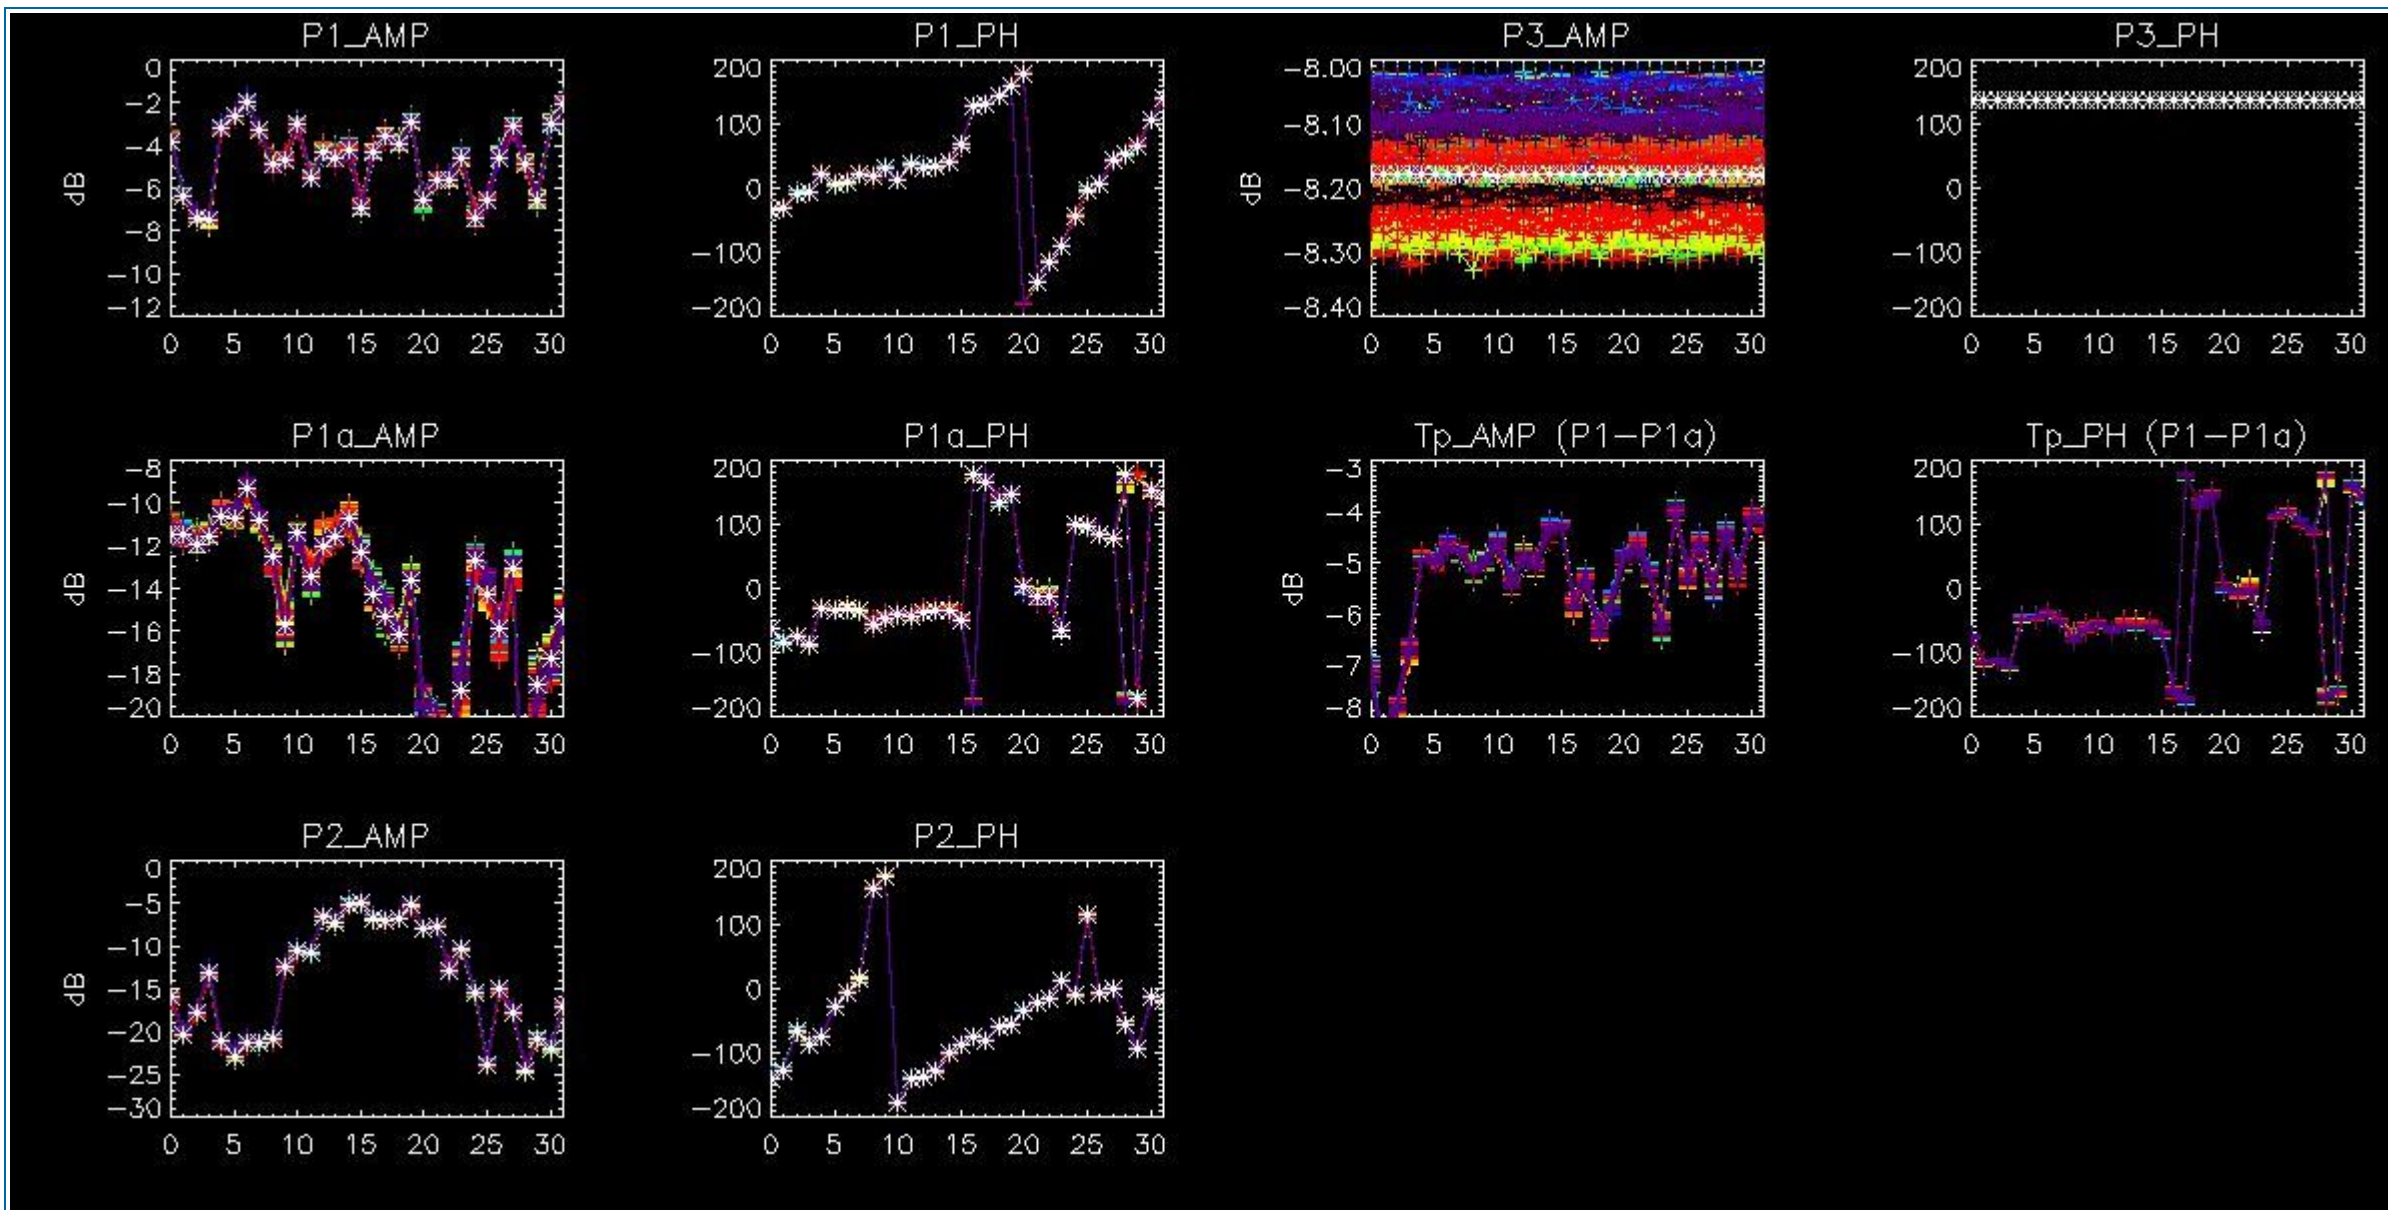 P1_AMP P1_PH P3_AMP P3_PH
0 200 -8.00 200
-2
-4 100 -8.10 100
dB -6 0 dB -8.20 0
-8
-10 -100 -8.30 -100
-12 -200 -8.40 -200
0 5 10 15 20 25 30 0 5 10 15 20 25 30 0 5 10 15 20 25 30 0 5 10 15 20 25 30
P1a_AMP P1a_PH Tp_AMP (P1-P1a) Tp_PH (P1-P1a)
-8 200 -3 200
-10 -4
-12 100 100
dB -14 0 dB -5 0
-16 -6
-18 -100 -7 -100
-20 -200 -8 -200
0 5 10 15 20 25 30 0 5 10 15 20 25 30 0 5 10 15 20 25 30 0 5 10 15 20 25 30
P2_AMP P2_PH
0 200
-5 100
-10
dB -15 0
-20 -100
-25
-30 -200
0 5 10 15 20 25 30 0 5 10 15 20 25 30